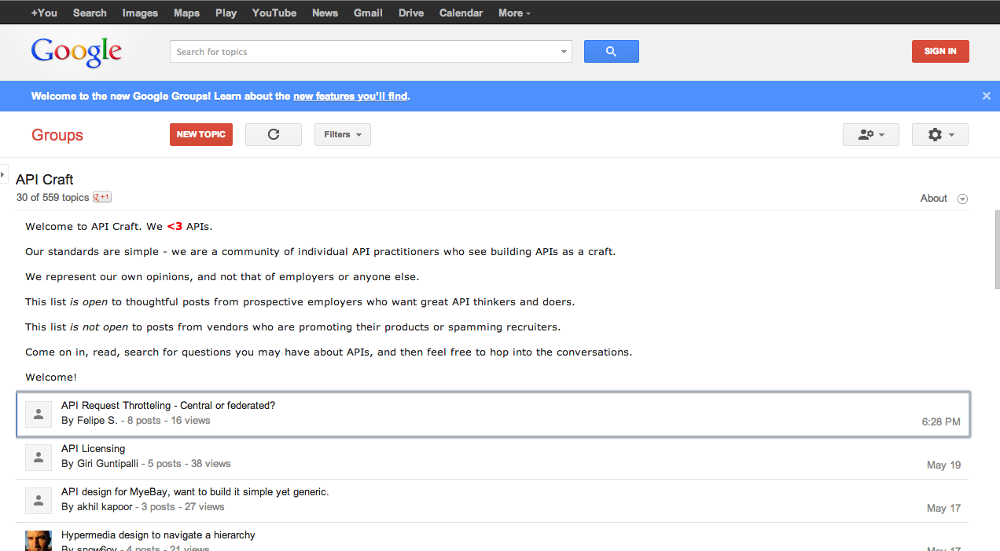 +You Search Images Maps Play YouTube News Gmail Drive Calendar More
Google
Search for topics
SIGN IN
Welcome to the new Google Groups! Learn about the new features you'll find.
Groups
NEW TOPIC
Filters
API Craft
30 of 559 topics
+1
About
Welcome to API Craft. We <3 APIs.
Our standards are simple - we are a community of individual API practitioners who see building APIs as a craft.
We represent our own opinions, and not that of employers or anyone else.
This list is open to thoughtful posts from prospective employers who want great API thinkers and doers.
This list is not open to posts from vendors who are promoting their products or spamming recruiters.
Come on in, read, search for questions you may have about APIs, and then feel free to hop into the conversations.
Welcome!
API Request Throtteling - Central or federated?
By Felipe S. - 8 posts - 16 views
6:28 PM
API Licensing
By Giri Guntipalli - 5 posts - 38 views
May 19
API design for MyeBay, want to build it simple yet generic.
By akhil kapoor - 3 posts - 27 views
May 17
Hypermedia design to navigate a hierarchy
By snow6oy - 4 posts - 21 views
May 17